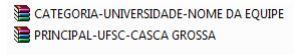 CATEGORIA-UNIVERSIDADE-NOME DA EQUIPE
PRINCIPAL-UFSC-CASCA GROSSA